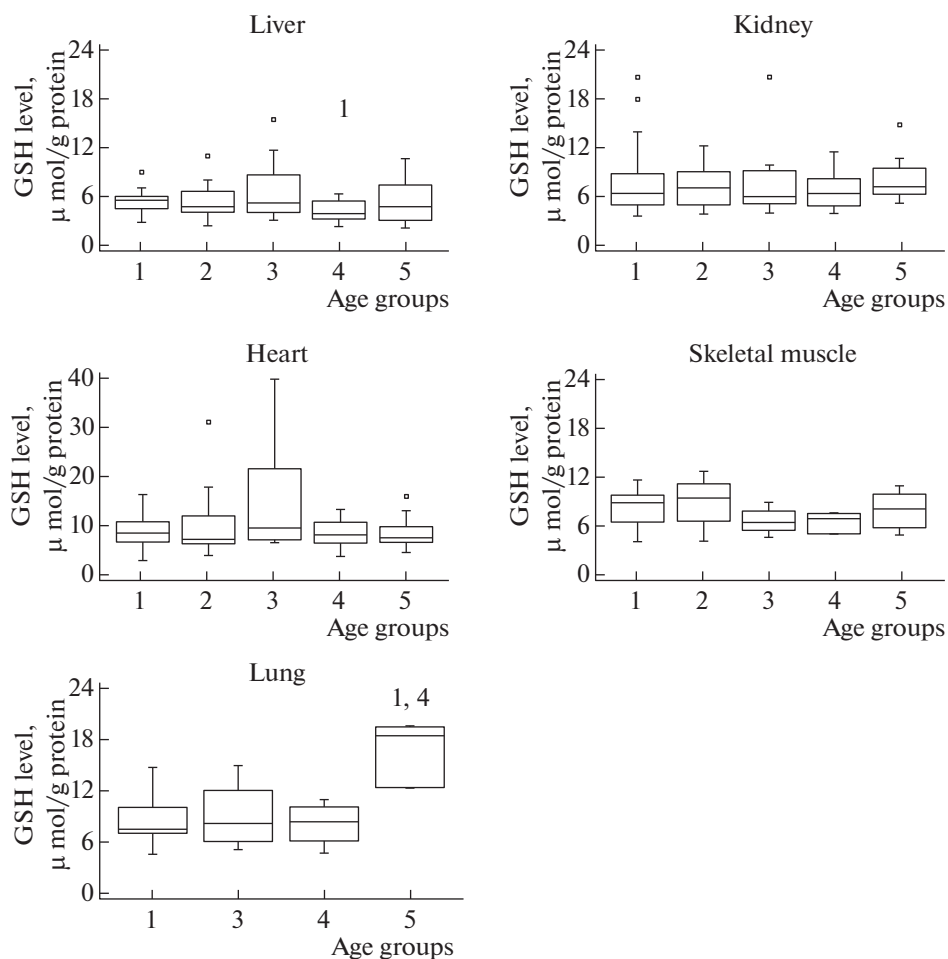 Liver
GSH level,
µ mol/g protein
24
18
12
6
0
1
1 2 3 4 5
Age groups
Kidney
GSH level,
µ mol/g protein
24
18
12
6
0
1 2 3 4 5
Age groups
Heart
GSH level,
µ mol/g protein
40
30
20
10
0
1 2 3 4 5
Age groups
Skeletal muscle
GSH level,
µ mol/g protein
24
18
12
6
0
1 2 3 4 5
Age groups
Lung
GSH level,
µ mol/g protein
24
18
12
6
0
1, 4
1 3 4 5
Age groups